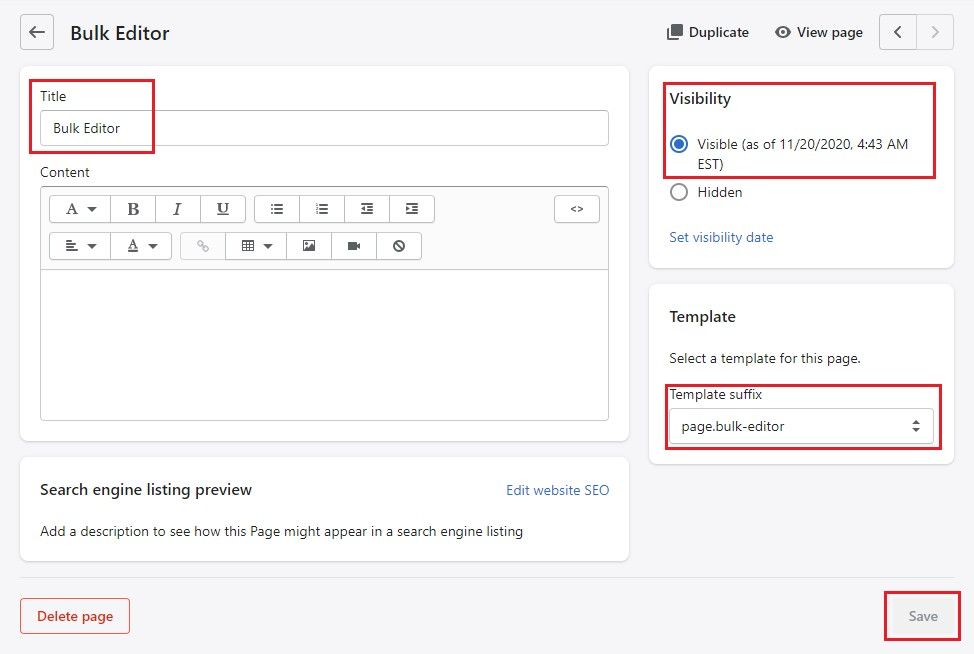 Bulk Editor
Duplicate
View page
Title
Bulk Editor
Content
A
B
I
U
<>
A
Search engine listing preview
Edit website SEO
Add a description to see how this Page might appear in a search engine listing
Visibility
Visible (as of 11/20/2020, 4:43 AM
EST)
Hidden
Set visibility date
Template
Select a template for this page.
Template suffix
page.bulk-editor
Delete page
Save